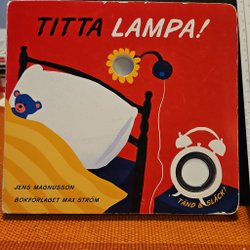 TITTA LAMPA!
JENS MAGNUSSON
BOKFÖRLAGET MAX STRÖM
TÄND & SLÄCK!